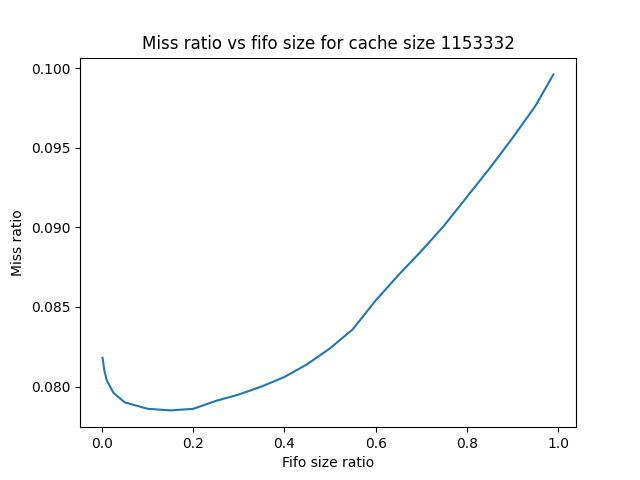 Miss ratio vs fifo size for cache size 1153332
0.100
0.095
0.090
0.085
0.080
Miss ratio
0.0 0.2 0.4 0.6 0.8 1.0
Fifo size ratio